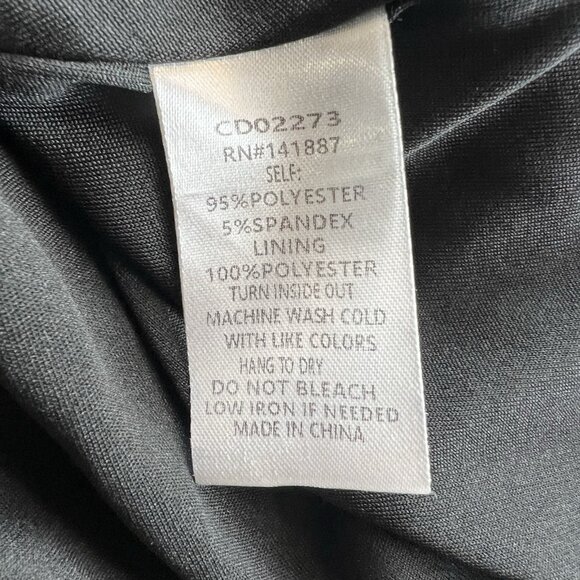 CD02273
RN#141887
SELF:
95%POLYESTER
5%SPANDEX
LINING
100%POLYESTER
TURN INSIDE OUT
MACHINE WASH COLD
WITH LIKE COLORS
HANG TO DRY
DO NOT BLEACH
LOW IRON IF NEEDED
MADE IN CHINA